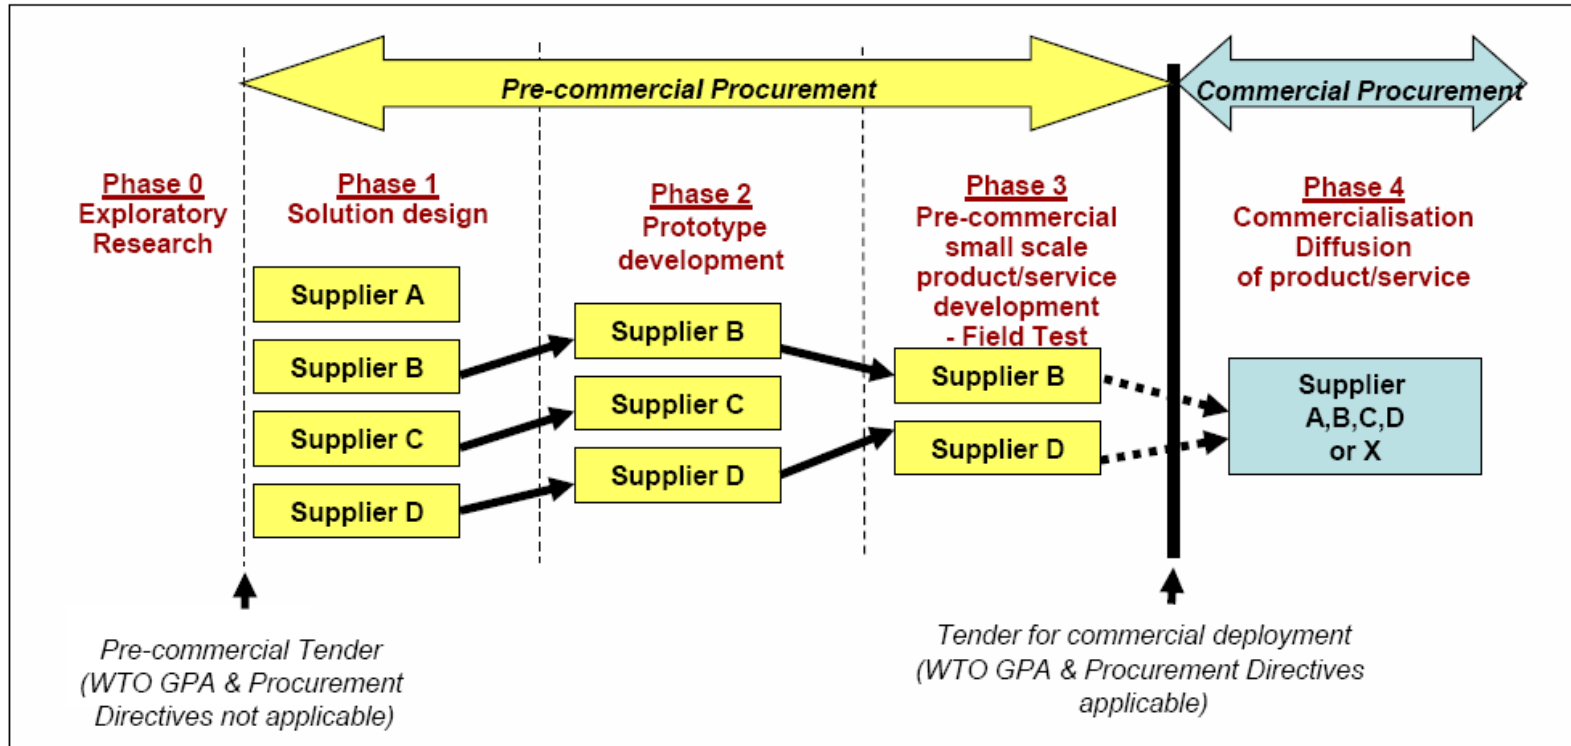 Pre-commercial Procurement
Commercial Procurement
Phase 0
Exploratory
Research
Phase 1
Solution design
Supplier A
Supplier B
Supplier C
Supplier D
Phase 2
Prototype
development
Supplier B
Supplier C
Supplier D
Phase 3
Pre-commercial
small scale
product/service
development
- Field Test
Supplier B
Supplier D
Phase 4
Commercialisation
Diffusion
of product/service
Supplier
A,B,C,D
or X
Pre-commercial Tender
(WTO GPA & Procurement
Directives not applicable)
Tender for commercial deployment
(WTO GPA & Procurement Directives
applicable)